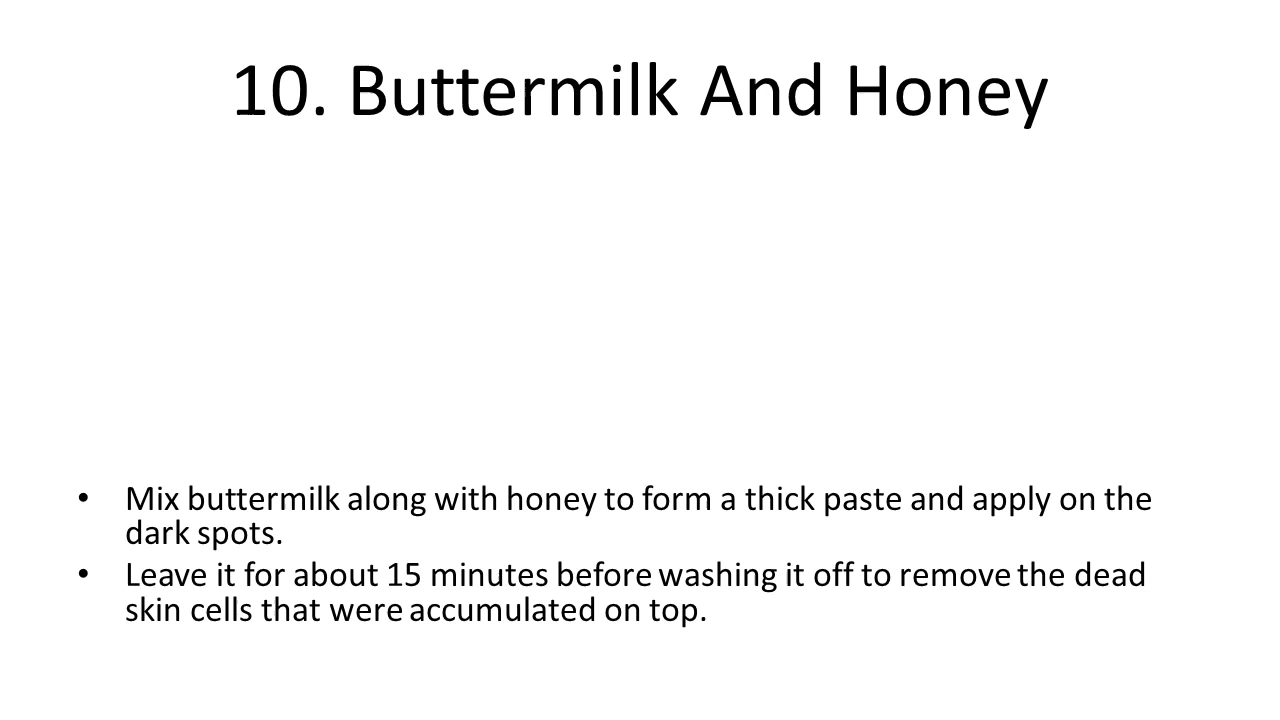 10. Buttermilk And Honey
• Mix buttermilk along with honey to form a thick paste and apply on the
dark spots.
• Leave it for about 15 minutes before washing it off to remove the dead
skin cells that were accumulated on top.